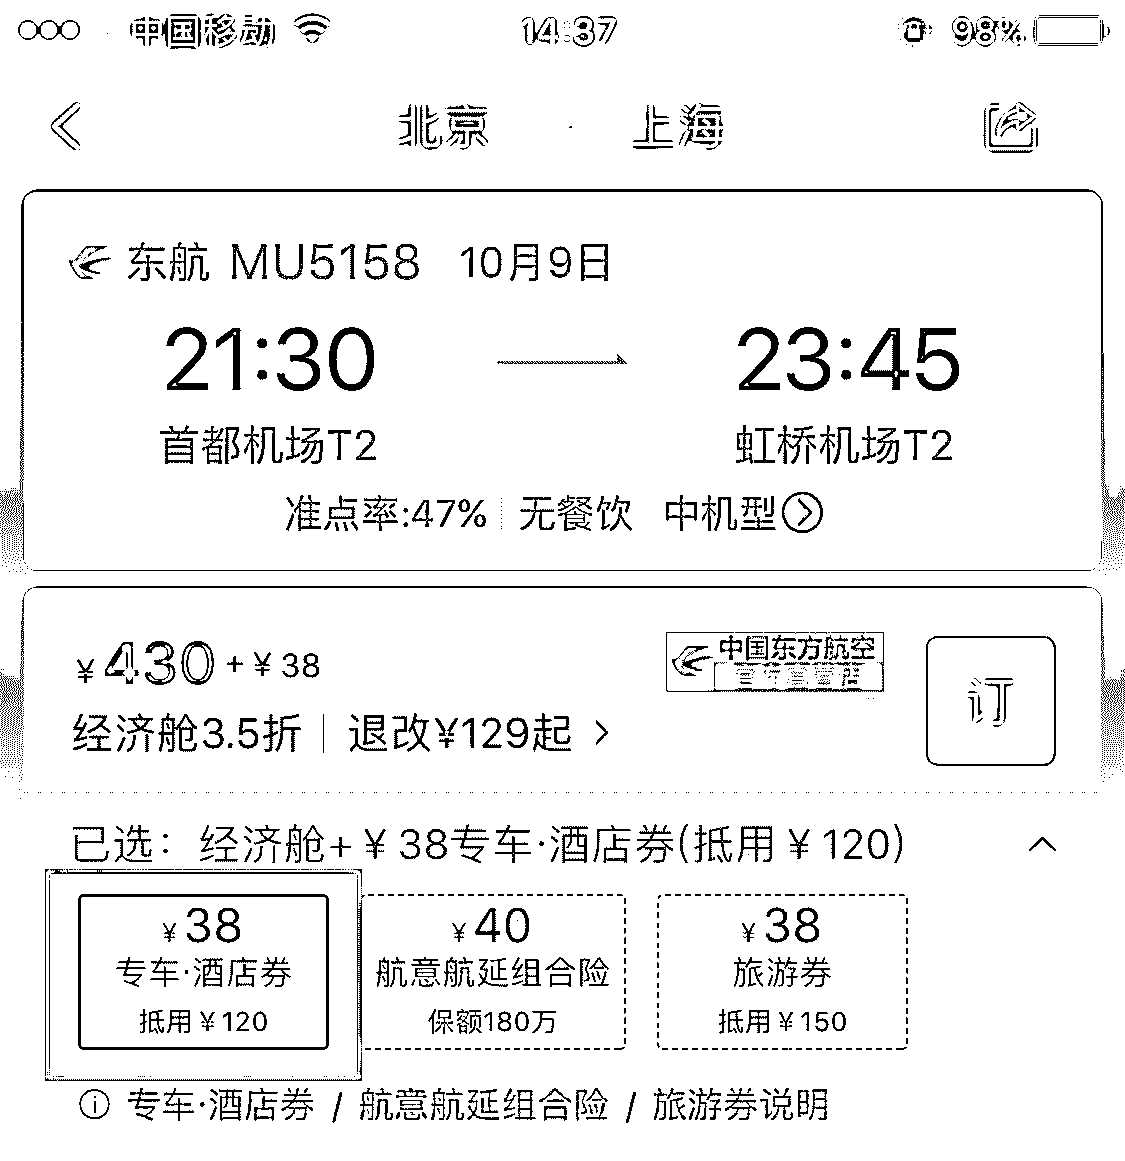 中国移动 14:37 98%
北京 · 上海
东航 MU5158 10月9日
21:30 23:45
首都机场T2 虹桥机场T2
准点率:47% 无餐饮 中机型
¥430+¥38 中国东方航空
经济舱3.5折 退改¥129起 订
已选：经济舱+¥38专车·酒店券(抵用¥120)
¥38 ¥40 ¥38
专车·酒店券 航意航延组合险 旅游券
抵用¥120 保额180万 抵用¥150
专车·酒店券 / 航意航延组合险 / 旅游券说明